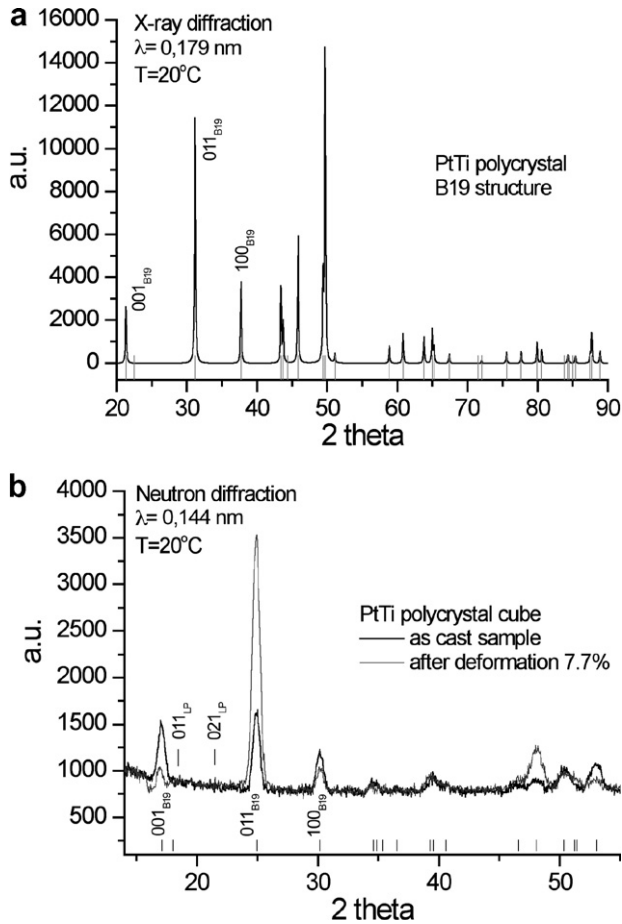 a
X-ray diffraction
λ= 0,179 nm
T=20°C
PtTi polycrystal
B19 structure
001B19
011B19
100B19
a.u.
16000
14000
12000
10000
8000
6000
4000
2000
0
20 30 40 50 60 70 80 90
2 theta
b
Neutron diffraction
λ= 0,144 nm
T=20°C
PtTi polycrystal cube
as cast sample
after deformation 7.7%
001B19
011LP
021LP
011B19
100B19
a.u.
4000
3500
3000
2500
2000
1500
1000
500
20 30 40 50
2 theta